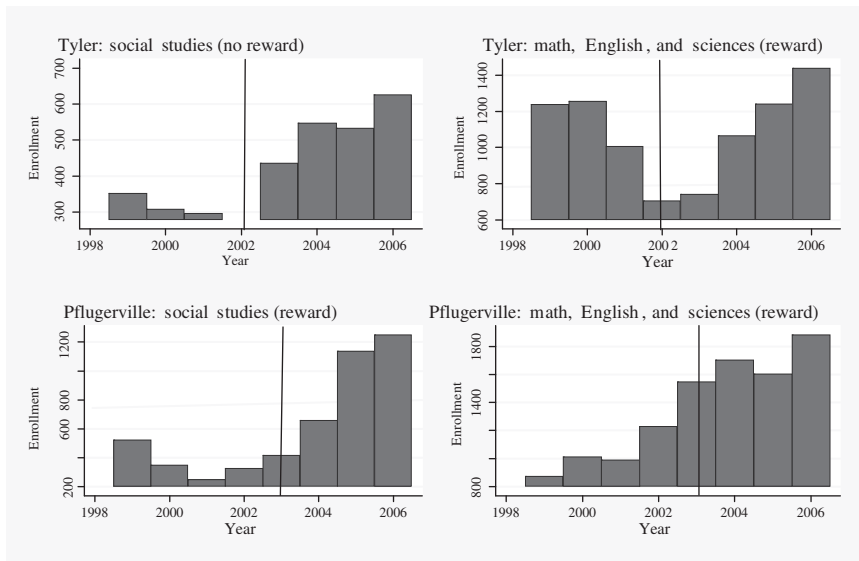 Tyler: social studies (no reward)
Enrollment
700
600
500
400
300
1998 2000 2002 2004 2006
Year
Tyler: math, English, and sciences (reward)
Enrollment
1400
1200
1000
800
600
1998 2000 2002 2004 2006
Year
Pflugerville: social studies (reward)
Enrollment
1200
800
600
200
1998 2000 2002 2004 2006
Year
Pflugerville: math, English, and sciences (reward)
Enrollment
1800
1400
800
1998 2000 2002 2004 2006
Year